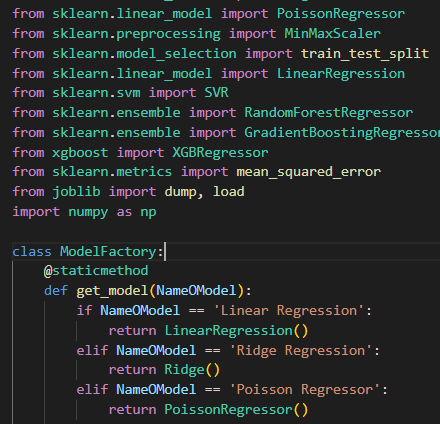 from sklearn.linear_model import PoissonRegressor
from sklearn.preprocessing import MinMaxScaler
from sklearn.model_selection import train_test_split
from sklearn.linear_model import LinearRegression
from sklearn.svm import SVR
from sklearn.ensemble import RandomForestRegressor
from sklearn.ensemble import GradientBoostingRegresso
from xgboost import XGBRegressor
from sklearn.metrics import mean_squared_error
from joblib import dump, load
import numpy as np
class ModelFactory:
@staticmethod
def get_model(NameOModel):
if NameOModel == 'Linear Regression':
return LinearRegression()
elif NameOModel == 'Ridge Regression':
return Ridge()
elif NameOModel == 'Poisson Regressor':
return PoissonRegressor()